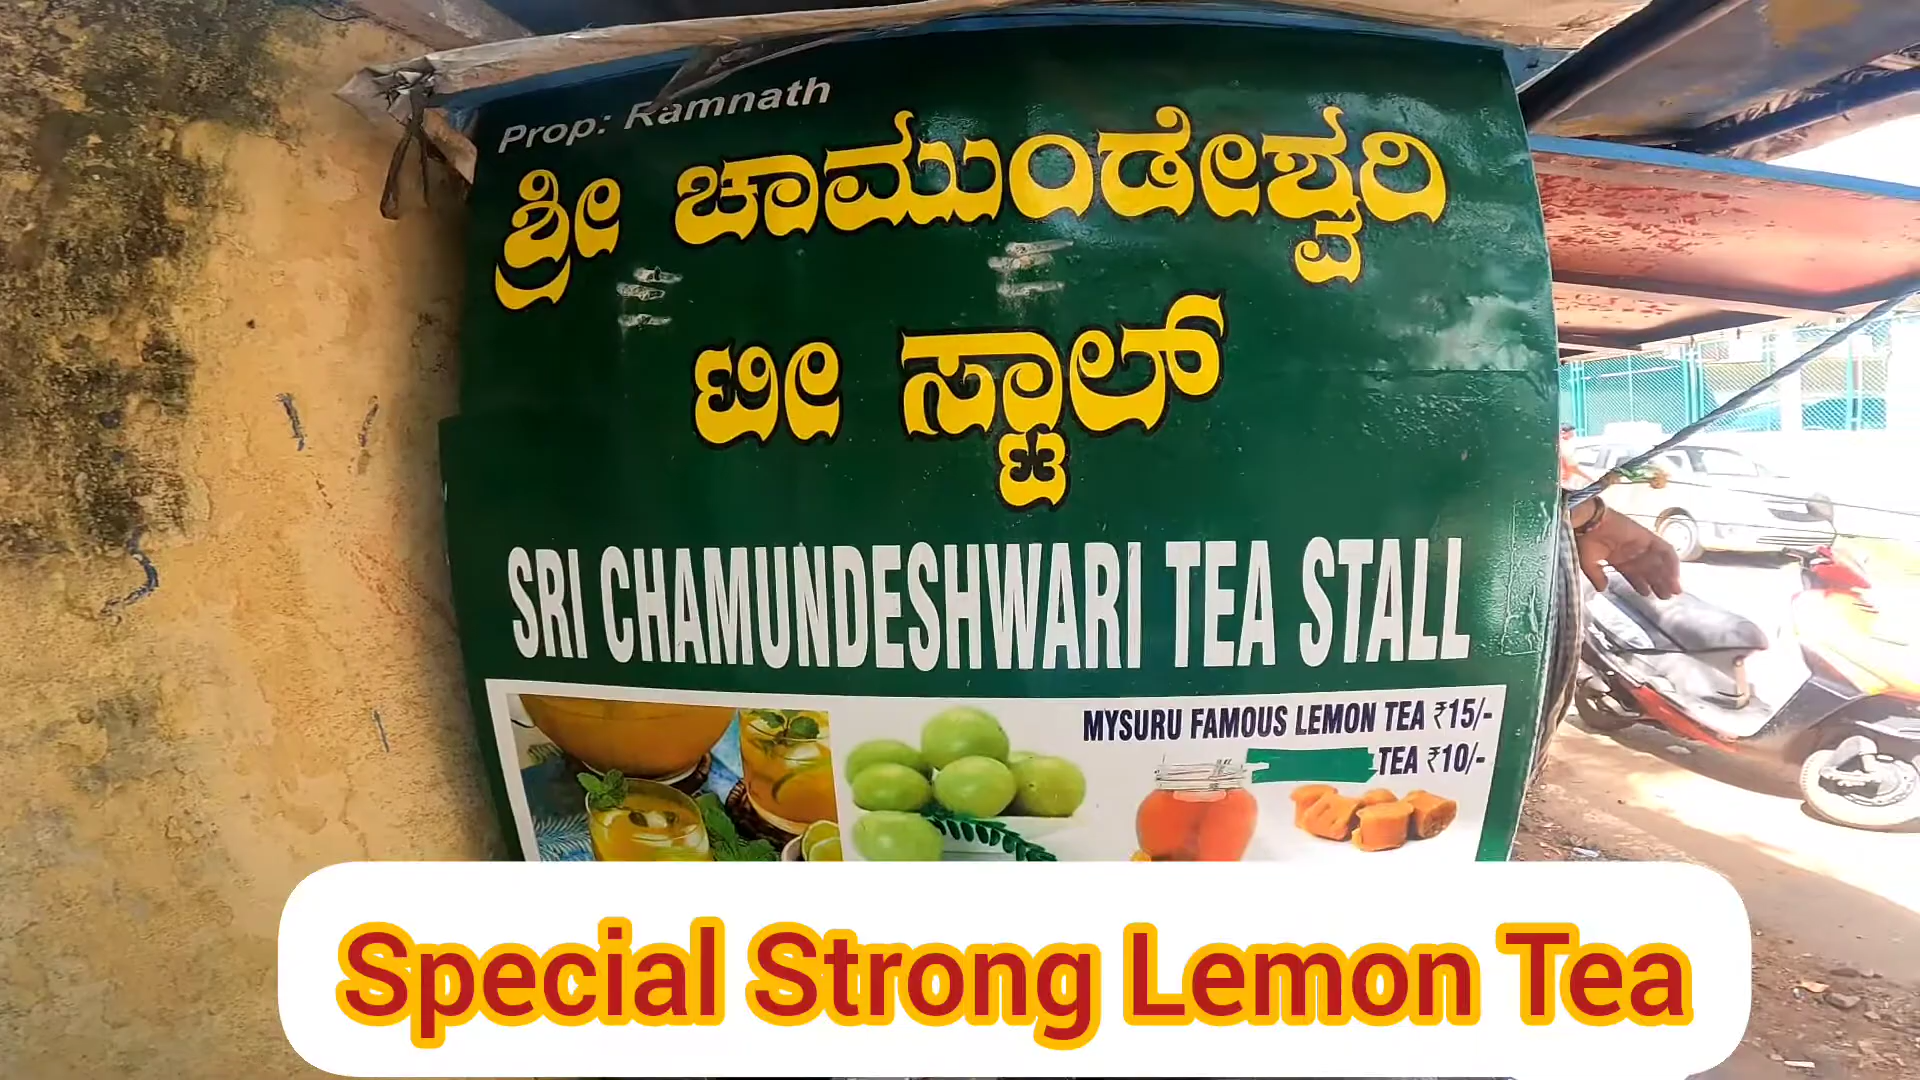 Prop: Ramnath
ಶ್ರೀ ಚಾಮುಂಡೇಶ್ವರಿ
ಟೀ ಸ್ಟಾಲ್
SRI CHAMUNDESHWARI TEA STALL
MYSURU FAMOUS LEMON TEA ₹15/-
TEA ₹10/-
Special Strong Lemon Tea